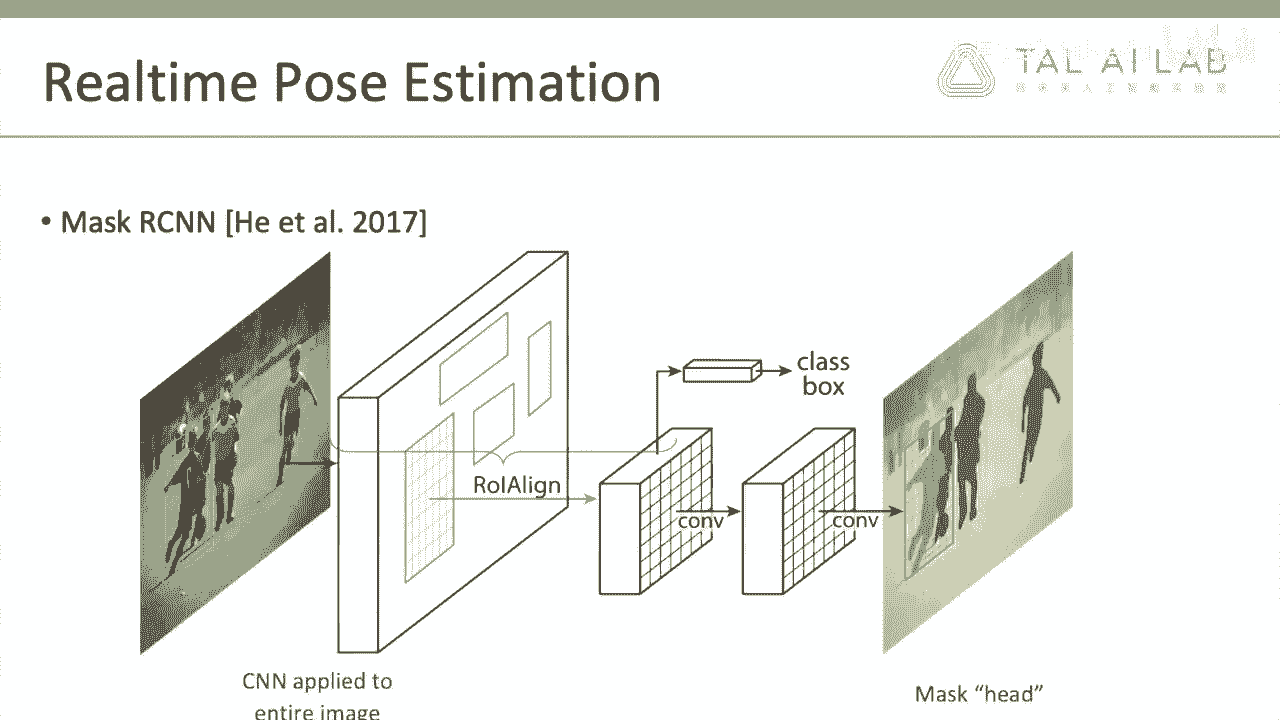 Realtime Pose Estimation
TAL AI LAB
• Mask RCNN [He et al. 2017]
class
box
RoIAlign
conv
conv
CNN applied to
entire image
Mask “head”